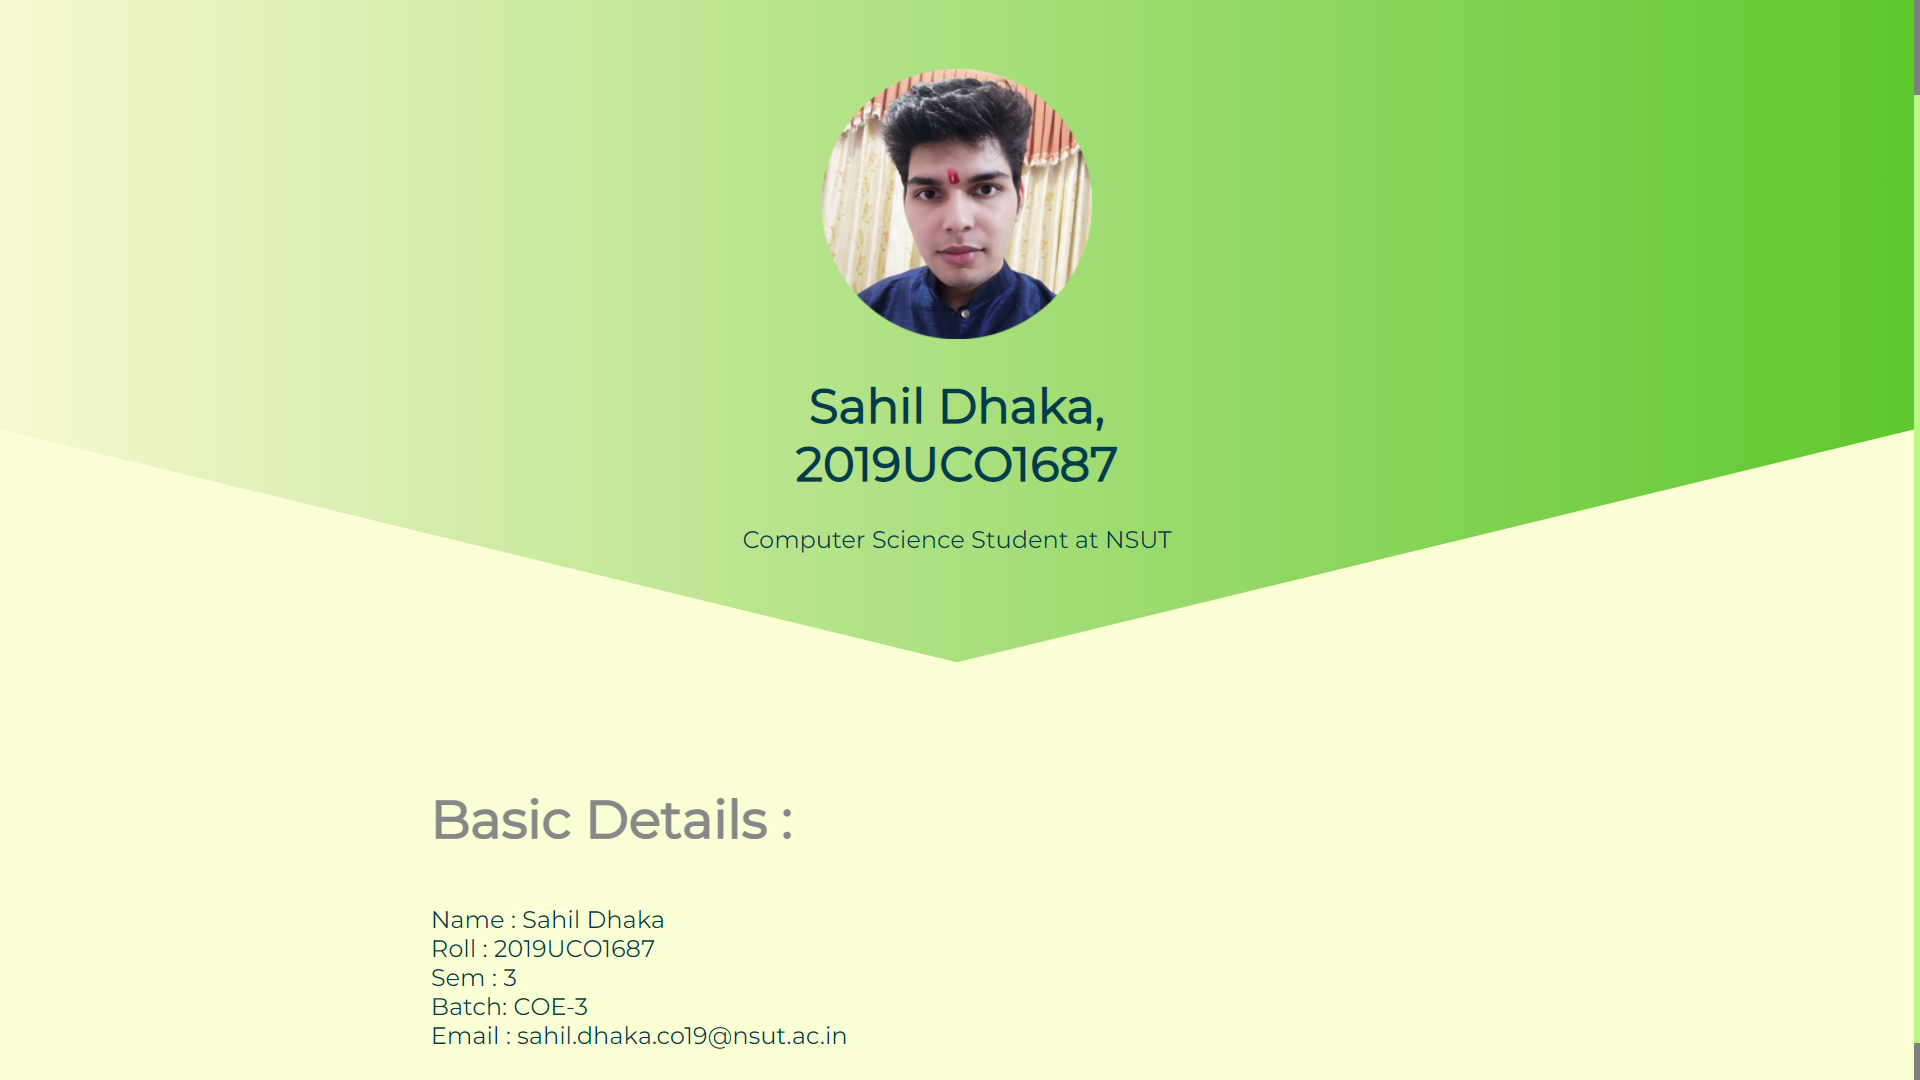 Sahil Dhaka,
2019UCO1687
Computer Science Student at NSUT
Basic Details :
Name : Sahil Dhaka
Roll : 2019UCO1687
Sem : 3
Batch: COE-3
Email : sahil.dhaka.co19@nsut.ac.in